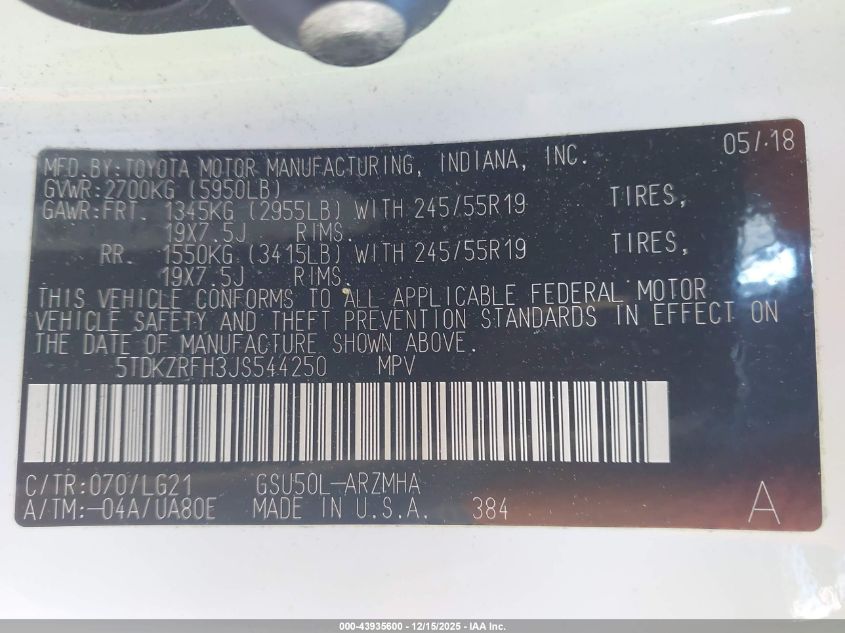 05/18
MFD.BY:TOYOTA MOTOR MANUFACTURING, INDIANA, INC.
GVWR:2700KG (5950LB)
GAWR:FRT. 1345KG (2955LB) WITH 245/55R19 TIRES,
19X7.5J RIMS.
RR. 1550KG (3415LB) WITH 245/55R19 TIRES,
19X7.5J RIMS.
THIS VEHICLE CONFORMS TO ALL APPLICABLE FEDERAL MOTOR
VEHICLE SAFETY AND THEFT PREVENTION STANDARDS IN EFFECT ON
THE DATE OF MANUFACTURE SHOWN ABOVE.
5TDKZRFH3JS544250 MPV
C/TR:070/LG21 GSU50L-ARZMHA
A/TM:-04A/UA80E MADE IN U.S.A. 384 A
000-43935600 - 12/15/2025 - IAA Inc.